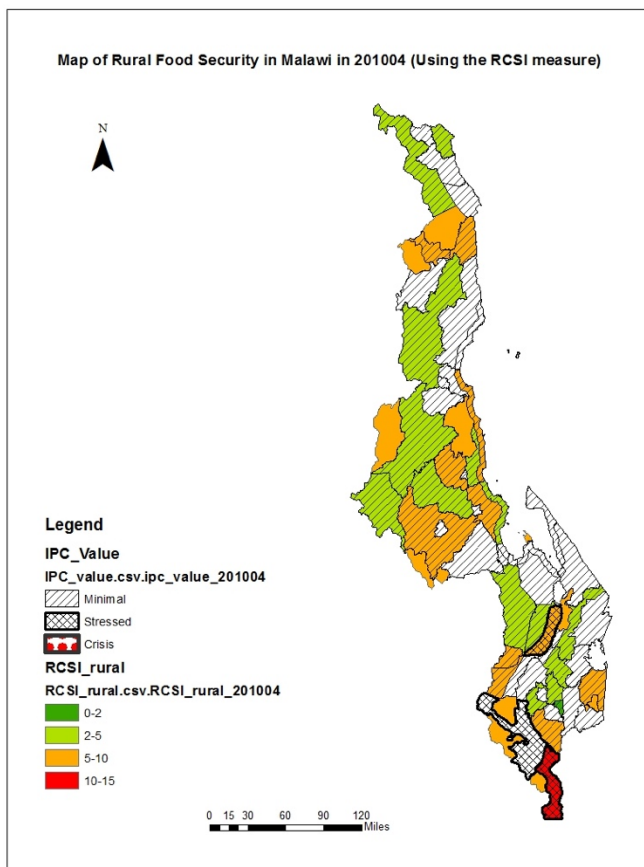 Map of Rural Food Security in Malawi in 201004 (Using the RCSI measure)
N
Legend
IPC_Value
IPC_value.csv.ipc_value_201004
Minimal
Stressed
Crisis
RCSI_rural
RCSI_rural.csv.RCSI_rural_201004
0-2
2-5
5-10
10-15
0 15 30 60 90 120
Miles